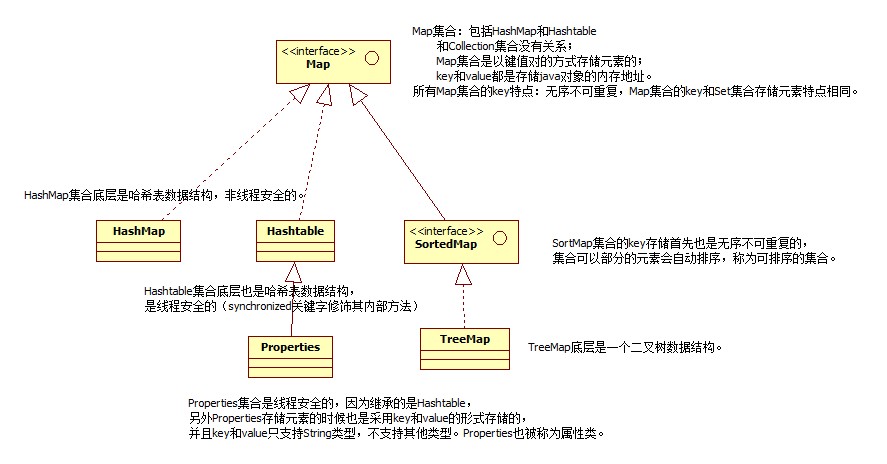 Map集合：包括HashMap和Hashtable
和Collection集合没有关系；
Map集合是以键值对的方式存储元素的；
key和value都是存储java对象的内存地址。
所有Map集合的key特点：无序不可重复，Map集合的key和Set集合存储元素特点相同。
<<interface>>
Map
HashMap集合底层是哈希表数据结构，非线程安全的。
HashMap
Hashtable
<<interface>>
SortedMap
SortMap集合的key存储首先也是无序不可重复的，
集合可以部分的元素会自动排序，称为可排序的集合。
Hashtable集合底层也是哈希表数据结构，
是线程安全的（synchronized关键字修饰其内部方法）
Properties
TreeMap
TreeMap底层是一个二叉树数据结构。
Properties集合是线程安全的，因为继承的是Hashtable，
另外Properties存储元素的时候也是采用key和value的形式存储的，
并且key和value只支持String类型，不支持其他类型。Properties也被称为属性类。